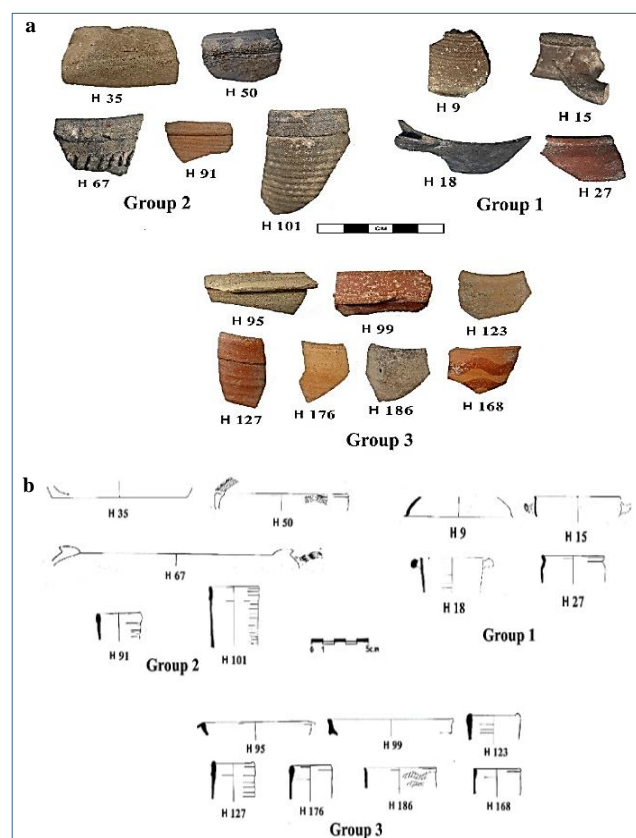 a
H 35
H 50
H 9
H 15
H 67
H 91
H 101
H 18
H 27
Group 2
Group 1
CM
H 95
H 99
H 123
H 127
H 176
H 186
H 168
Group 3
b
H 35
H 50
H 9
H 15
H 67
H 18
H 27
H 91
H 101
Group 2
0 1 5cm
Group 1
H 95
H 99
H 123
H 127
H 176
H 186
H 168
Group 3